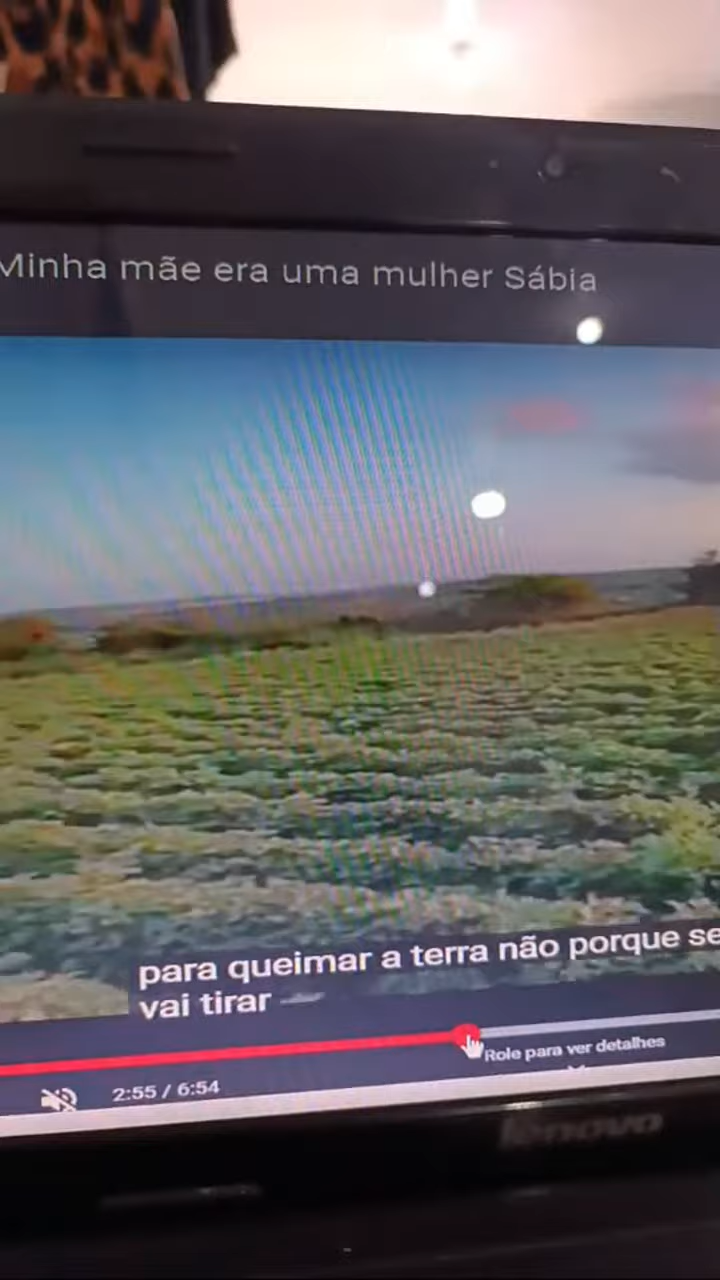 Minha mãe era uma mulher Sábia
para queimar a terra não porque se
vai tirar
Role para ver detalhes
2:55 / 6:54
lenovo